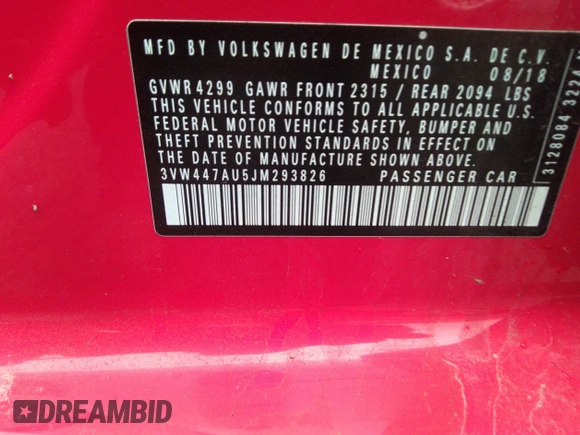 MFD BY VOLKSWAGEN DE MEXICO S.A. DE C.V.
MEXICO 08/18
GVWR 4299 GAWR FRONT 2315 / REAR 2094 LBS
THIS VEHICLE CONFORMS TO ALL APPLICABLE U.S.
FEDERAL MOTOR VEHICLE SAFETY, BUMPER AND
THEFT PREVENTION STANDARDS IN EFFECT ON
THE DATE OF MANUFACTURE SHOWN ABOVE.
3VW447AU5JM293826 PASSENGER CAR
3128084
DREAMBID